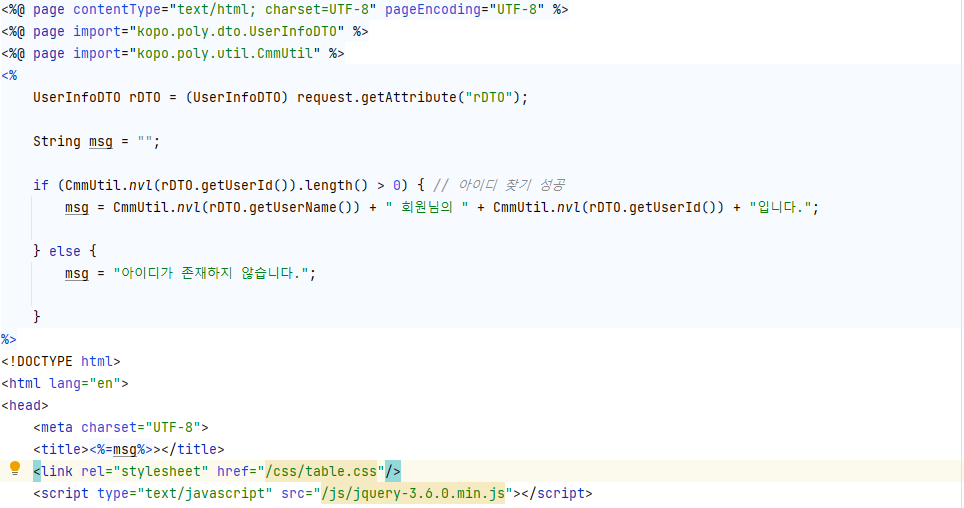 <%@ page contentType="text/html; charset=UTF-8" pageEncoding="UTF-8" %>
<%@ page import="kopo.poly.dto.UserInfoDTO" %>
<%@ page import="kopo.poly.util.CmmUtil" %>
<%
    UserInfoDTO rDTO = (UserInfoDTO) request.getAttribute("rDTO");
    String msg = "";
    if (CmmUtil.nvl(rDTO.getUserId()).length() > 0) { // 아이디 찾기 성공
        msg = CmmUtil.nvl(rDTO.getUserName()) + " 회원님의 " + CmmUtil.nvl(rDTO.getUserId()) + "입니다.";
    } else {
        msg = "아이디가 존재하지 않습니다.";
    }
%>
<!DOCTYPE html>
<html lang="en">
<head>
    <meta charset="UTF-8">
    <title><%=msg%>></title>
    <link rel="stylesheet" href="/css/table.css"/>
    <script type="text/javascript" src="/js/jquery-3.6.0.min.js"></script>